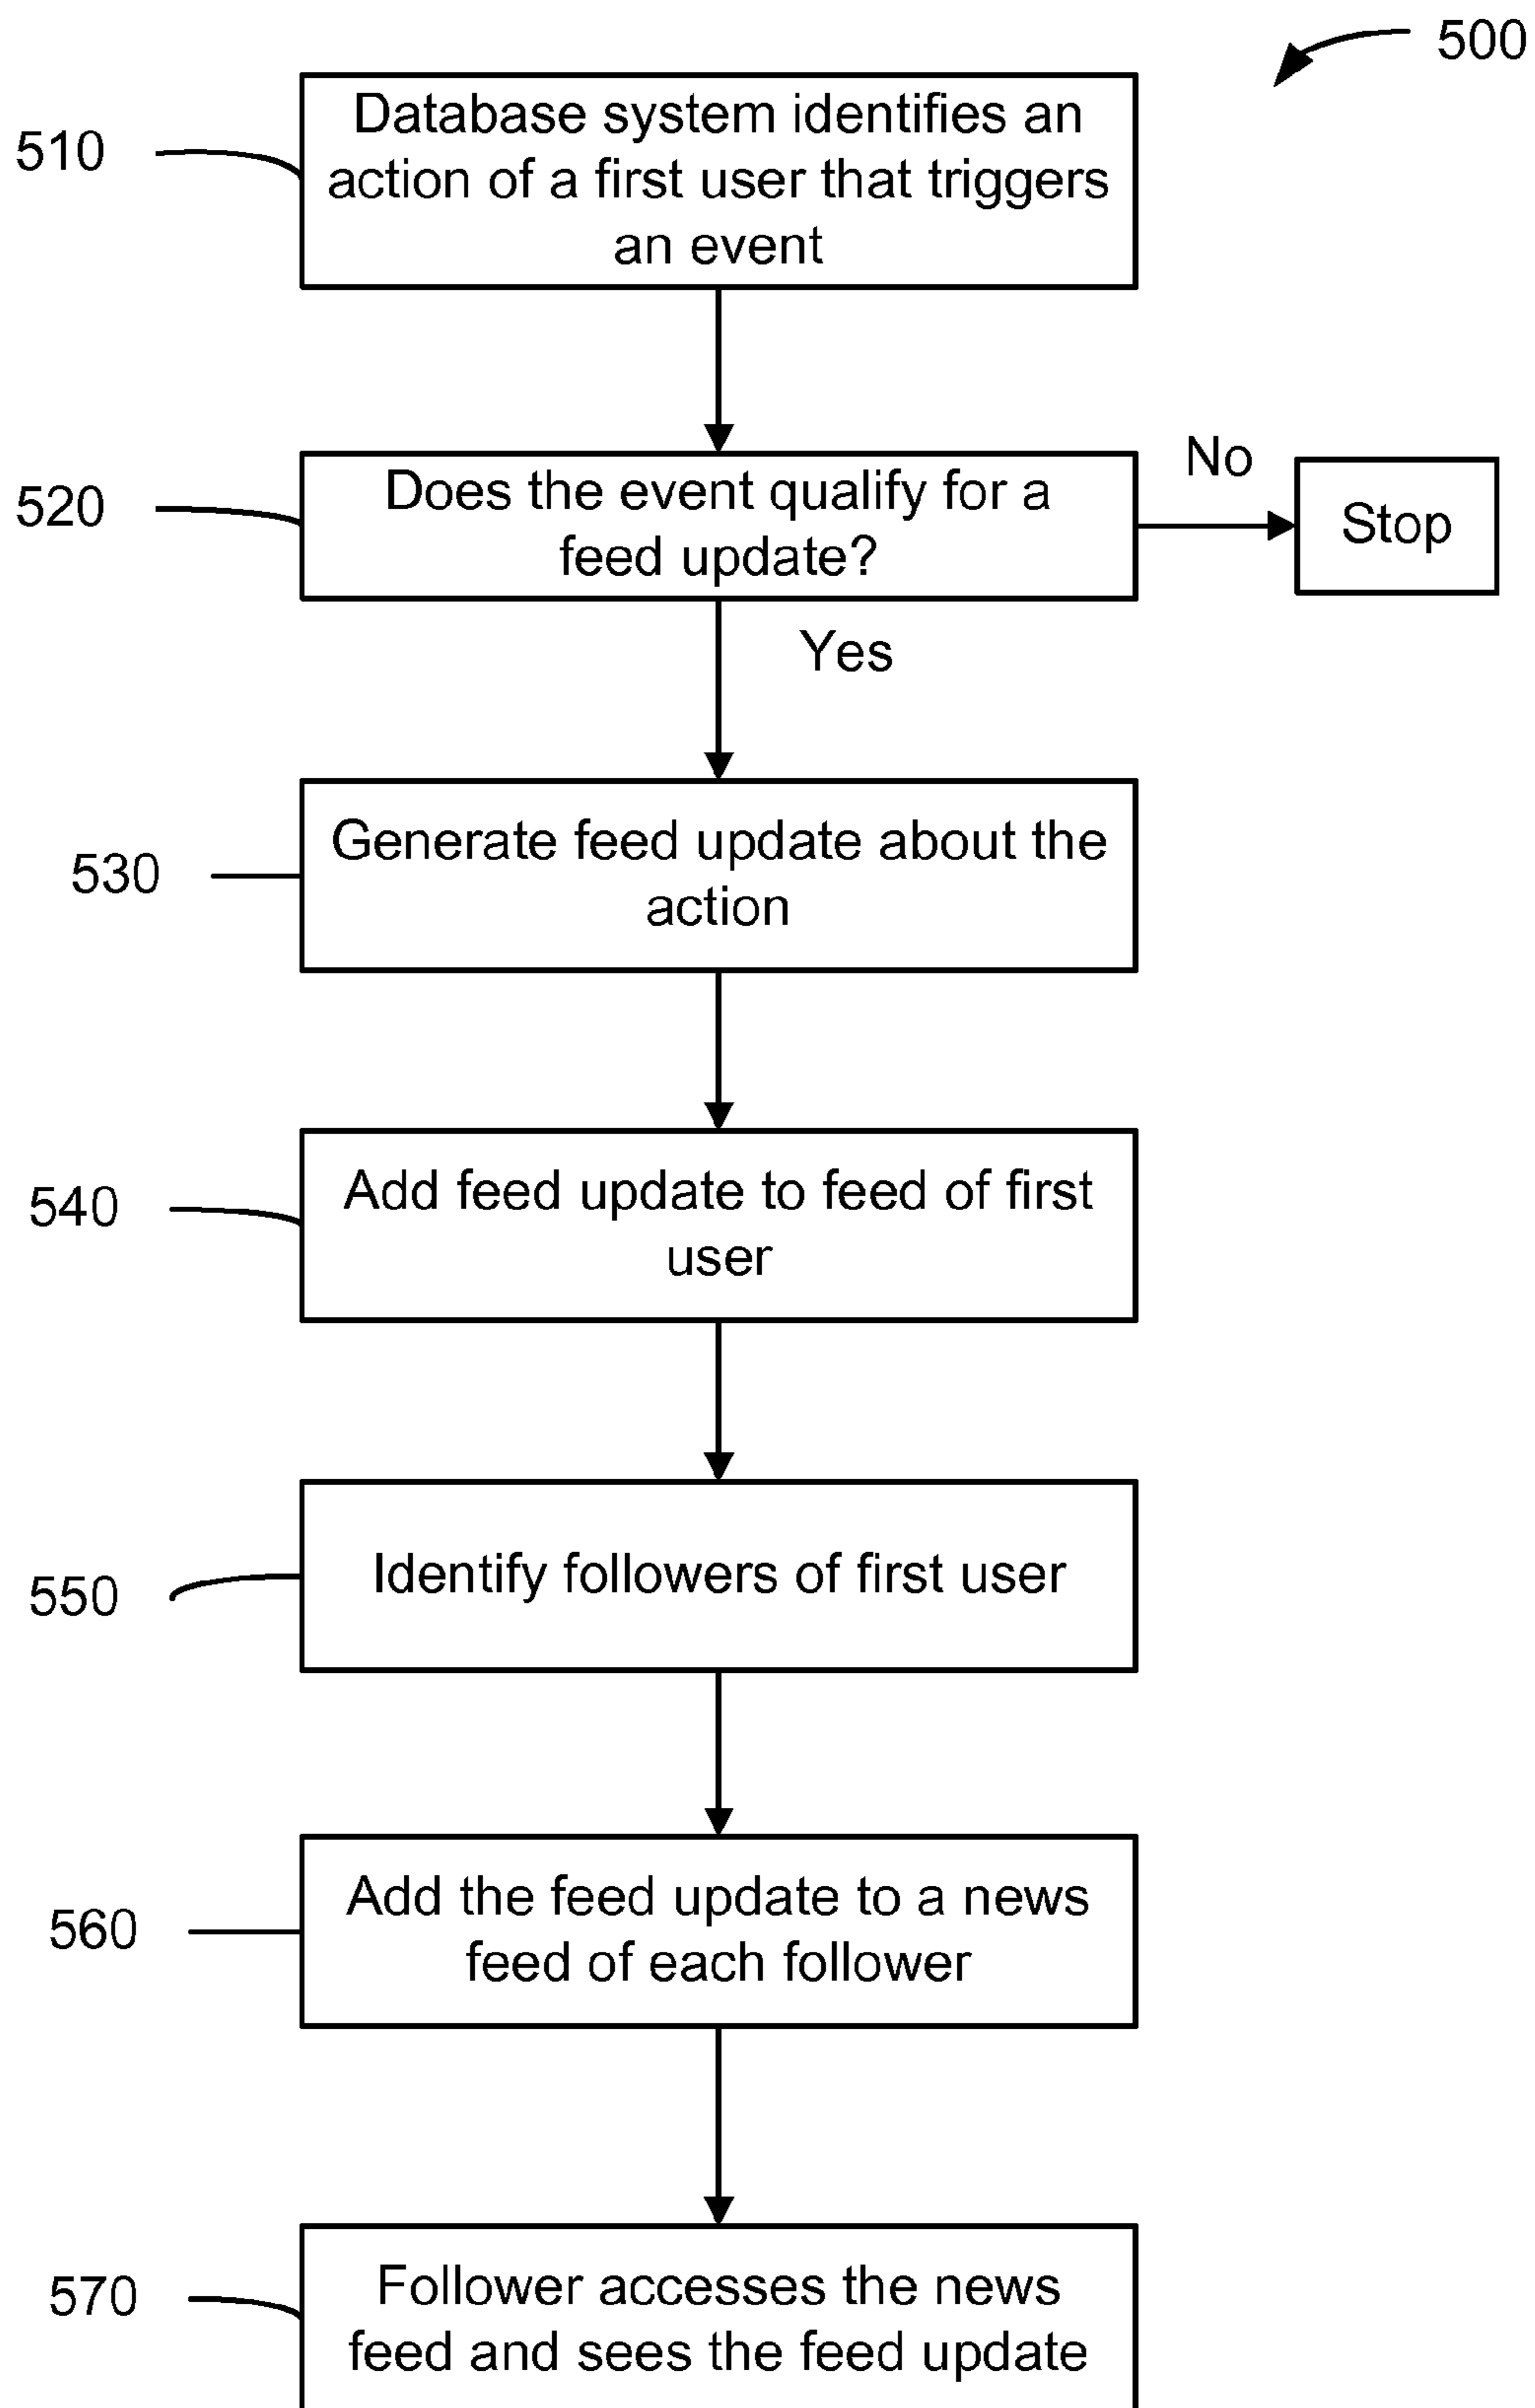 500
510
Database system identifies an
action of a first user that triggers
an event
520
Does the event qualify for a
feed update?
No
Stop
Yes
530
Generate feed update about the
action
540
Add feed update to feed of first
user
550
Identify followers of first user
560
Add the feed update to a news
feed of each follower
570
Follower accesses the news
feed and sees the feed update